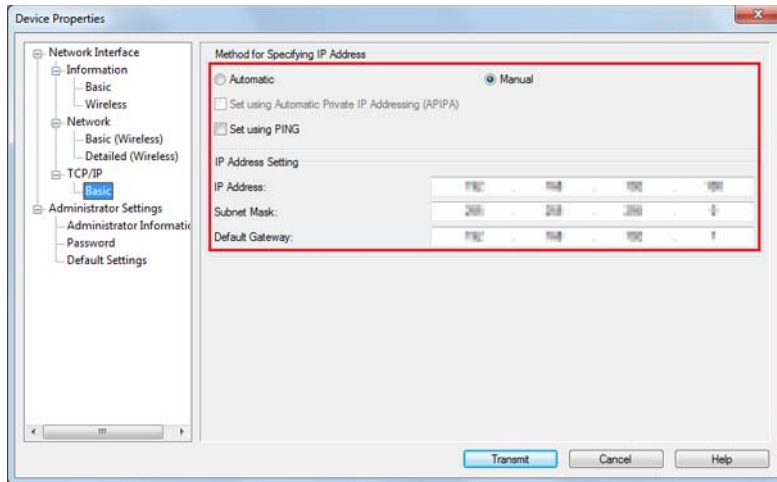 Device Properties
Network Interface
Information
Basic
Wireless
Network
Basic (Wireless)
Detailed (Wireless)
TCP/IP
Basic
Administrator Settings
Administrator Informatic
Password
Default Settings
Method for Specifying IP Address
Automatic
Manual
Set using Automatic Private IP Addressing (APIPA)
Set using PING
IP Address Setting
IP Address:
Subnet Mask:
Default Gateway:
Transmit
Cancel
Help